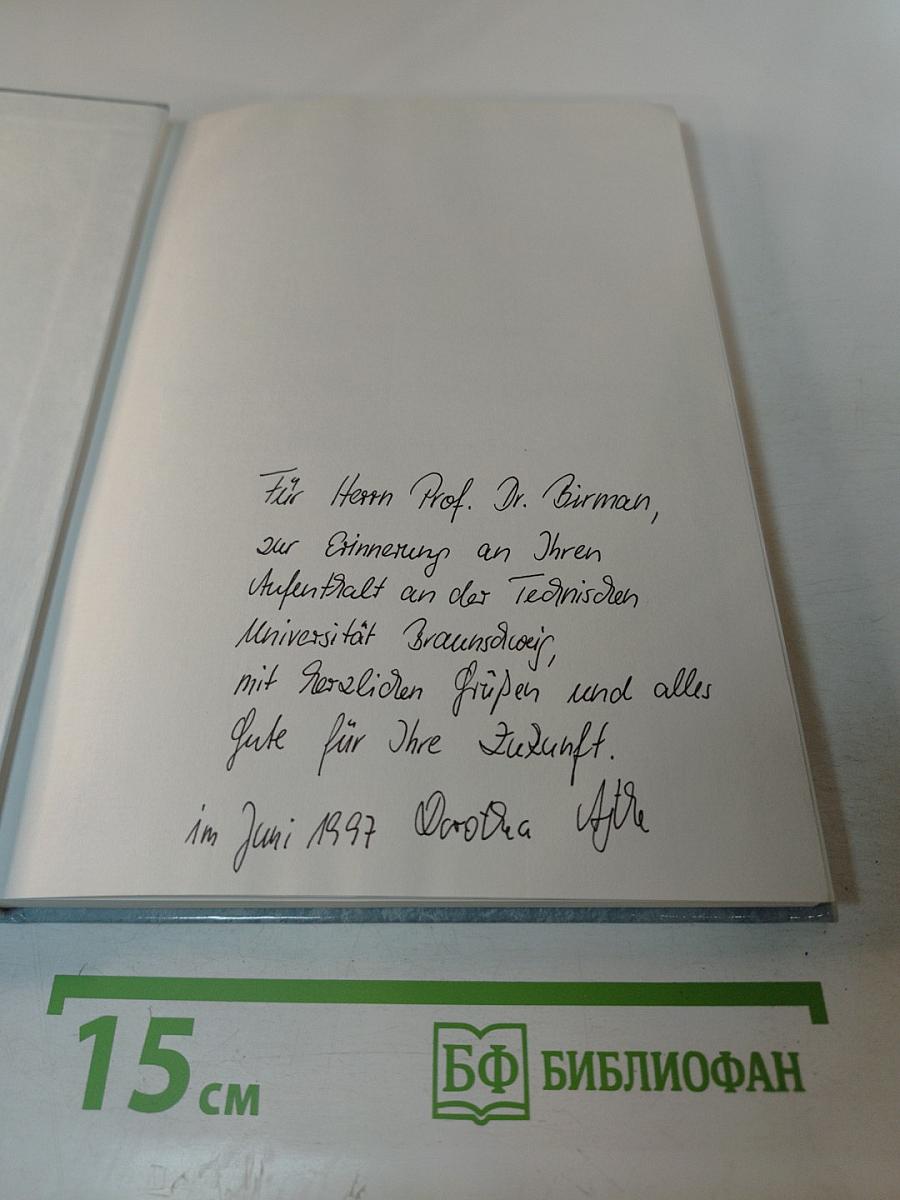 Für Herrn Prof. Dr. Birman,
zur Erinnerung an Ihren
Aufenthalt an der Technischen
Universität Braunschweig,
mit herzlichen Grüßen und alles
Gute für Ihre Zukunft.
im Juni 1997 Dorothea
15 см
БФ БИБЛИОФАН